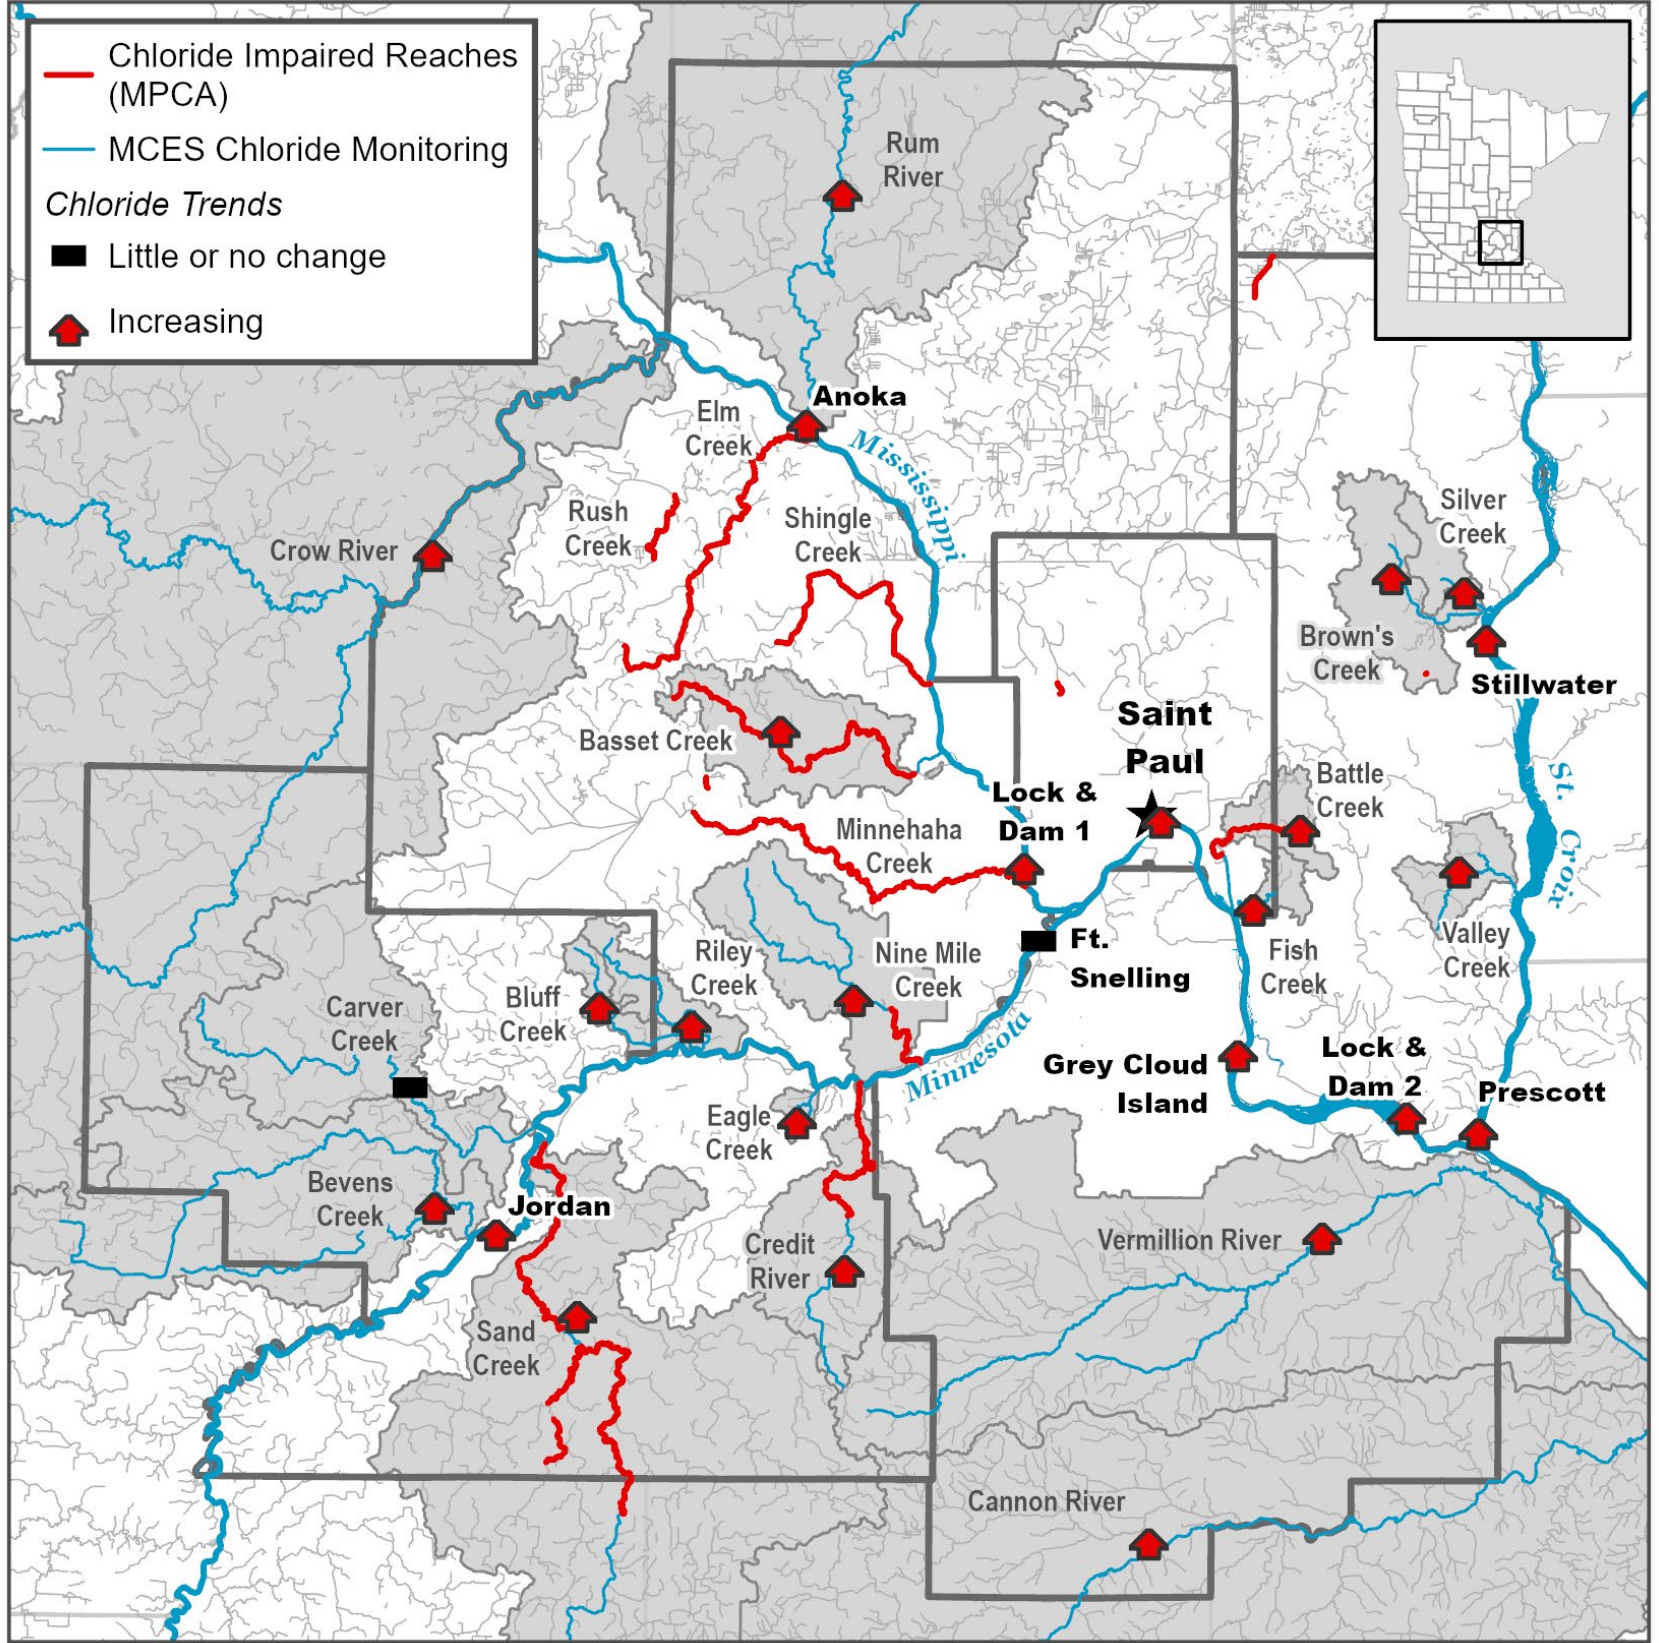 Chloride Impaired Reaches
(MPCA)
MCES Chloride Monitoring
Chloride Trends
Little or no change
Increasing
Rum
River
Anoka
Elm
Creek
Mississippi
Rush
Creek
Shingle
Creek
Silver
Creek
Crow River
Brown's
Creek
Stillwater
Saint
Paul
Basset Creek
Battle
Creek
St. Croix
Lock &
Dam 1
Minnehaha
Creek
Ft.
Snelling
Riley
Creek
Nine Mile
Creek
Fish
Creek
Valley
Creek
Bluff
Creek
Carver
Creek
Minnesota
Grey Cloud
Island
Lock &
Dam 2
Prescott
Eagle
Creek
Bevens
Creek
Jordan
Credit
River
Vermillion River
Sand
Creek
Cannon River